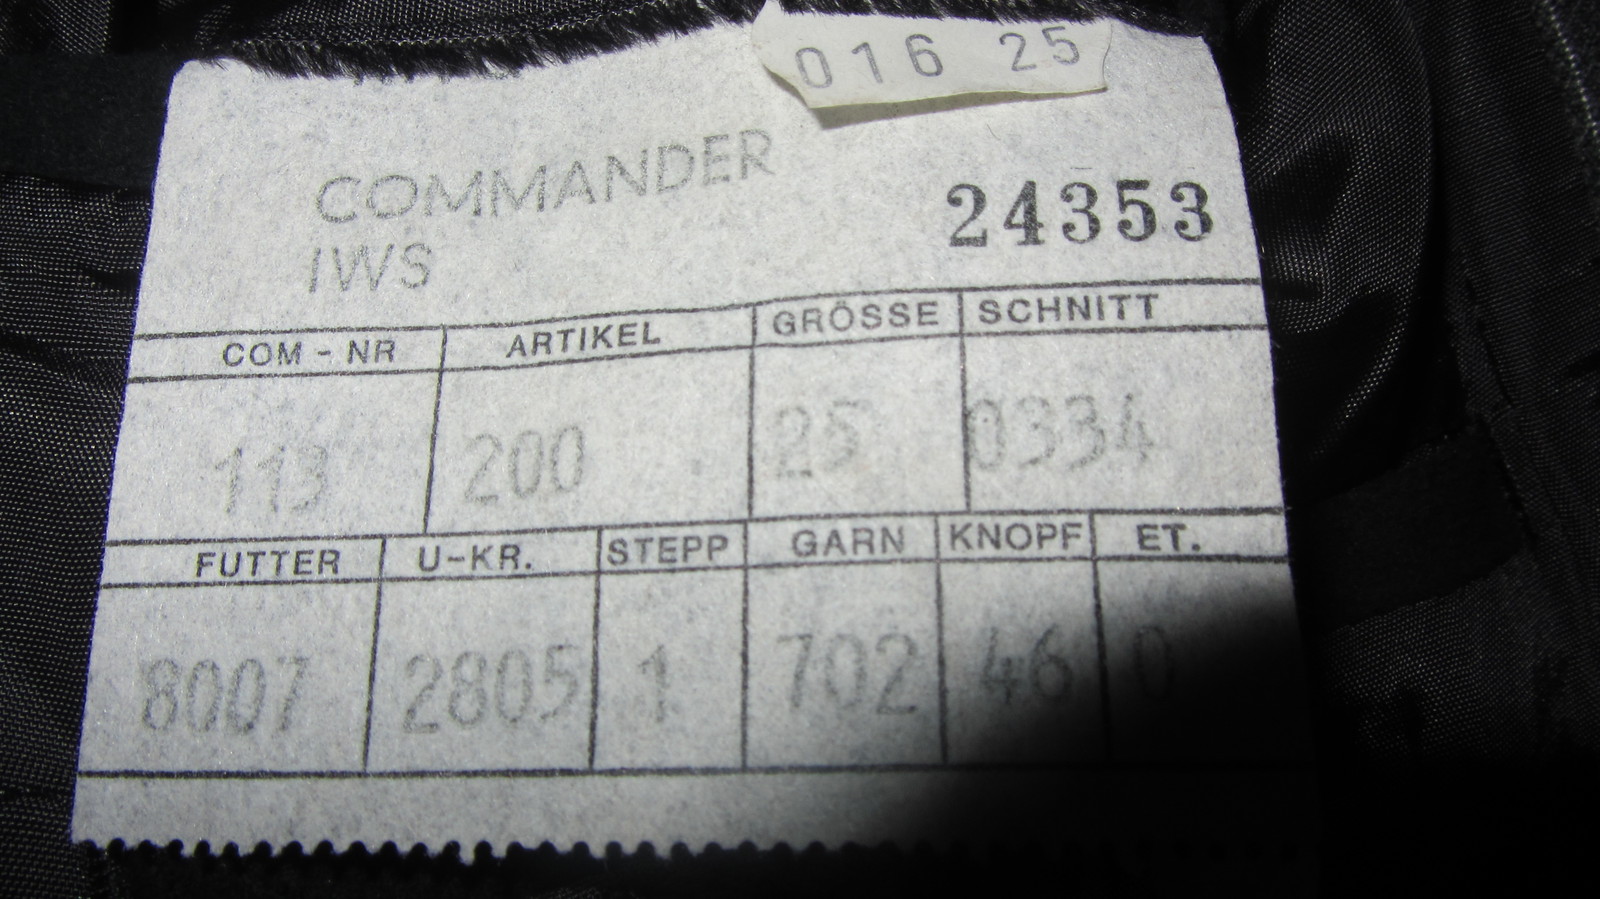 016 25
COMMANDER
24353
IWS
COM - NR ARTIKEL GRÖSSE SCHNITT
113 200 25 0334
FUTTER U-KR. STEPP GARN KNOPF ET.
8007 2805 1 702 46 0